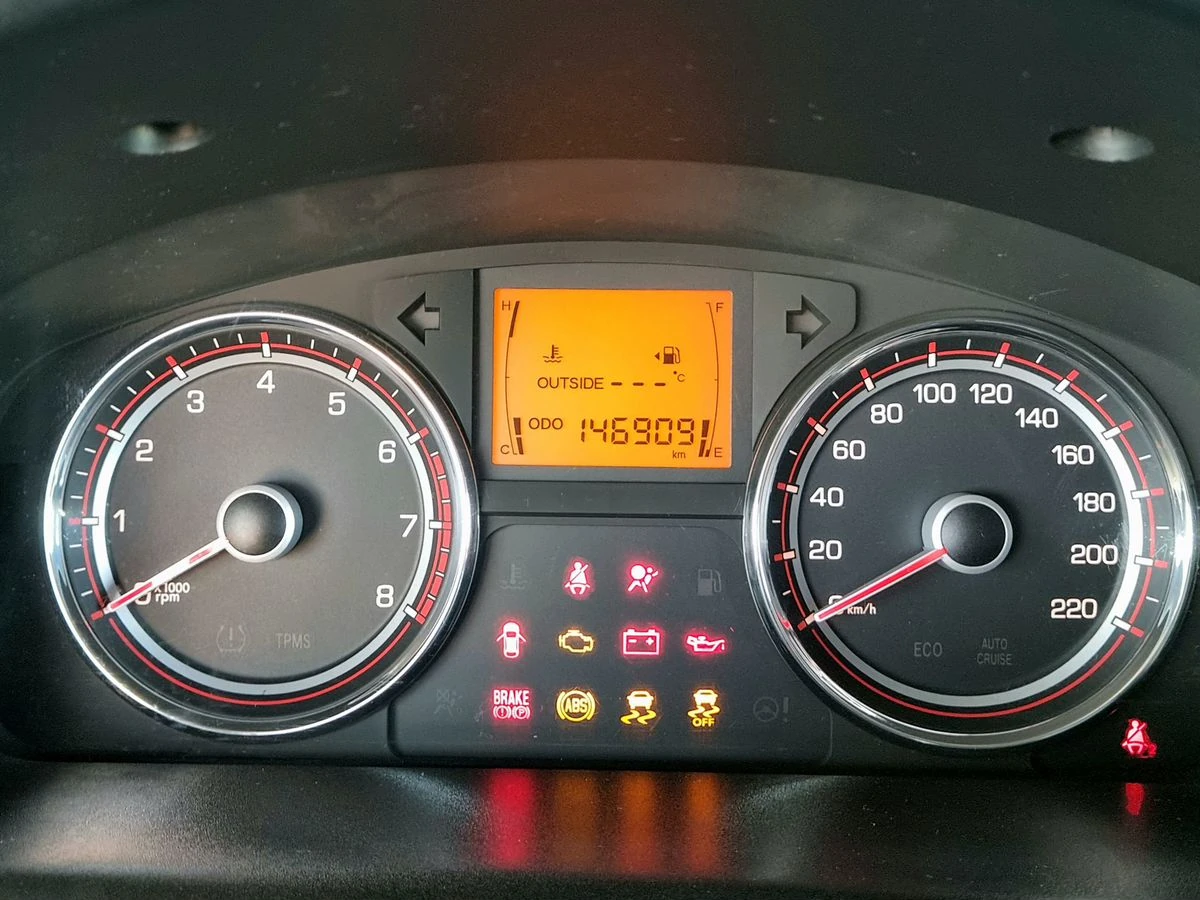 H
F
OUTSIDE --- °C
ODO 146909
km
C
E
1
2
3
4
5
6
7
8
x1000
rpm
TPMS
0
20
40
60
80
100
120
140
160
180
200
220
km/h
ECO
AUTO
CRUISE
BRAKE
(P)
ABS
OFF